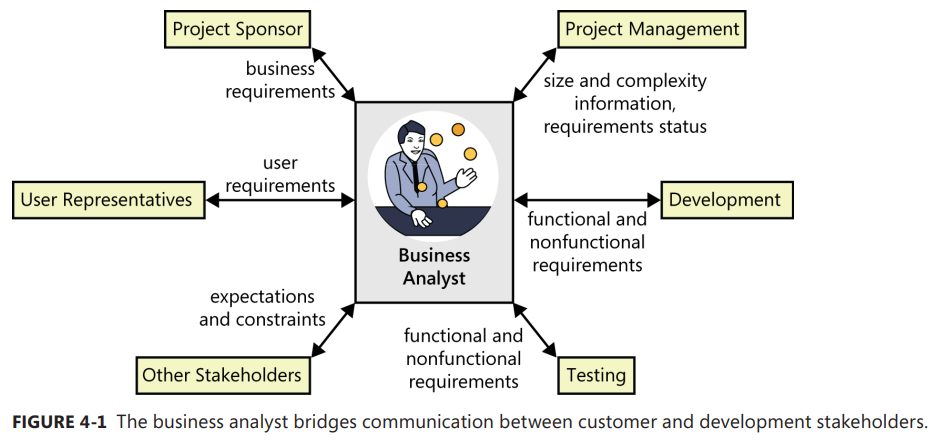 Project Sponsor
Project Management
business
requirements
size and complexity
information,
requirements status
user
requirements
User Representatives
Development
functional and
nonfunctional
requirements
Business
Analyst
expectations
and constraints
functional and
nonfunctional
requirements
Other Stakeholders
Testing
FIGURE 4-1 The business analyst bridges communication between customer and development stakeholders.